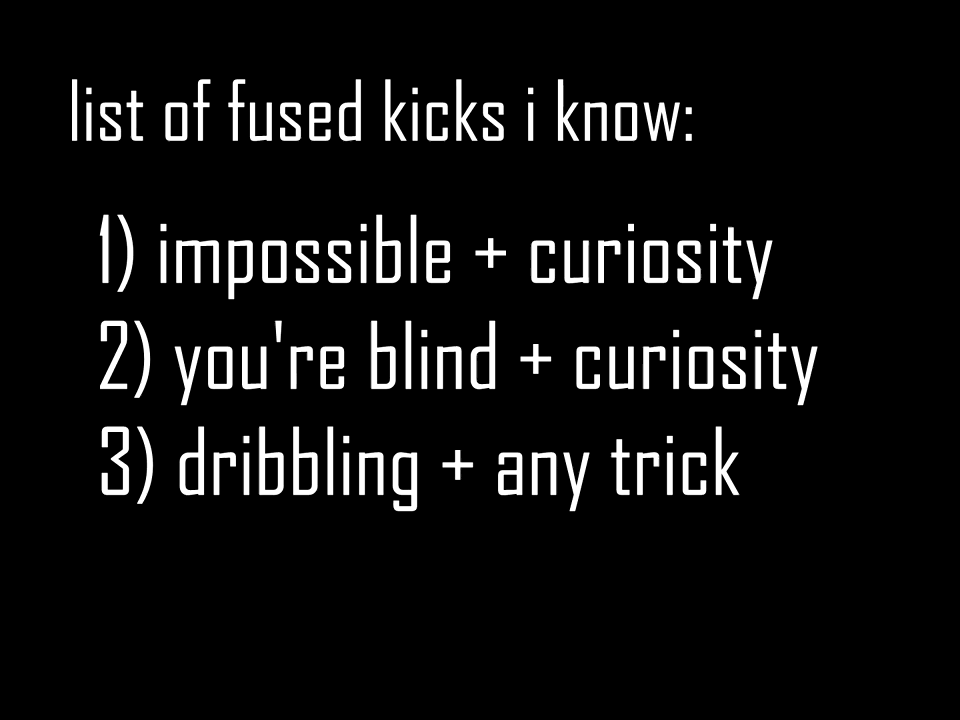 list of fused kicks i know:
1) impossible + curiosity
2) you're blind + curiosity
3) dribbling + any trick